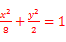 x²/8 + y²/2 = 1